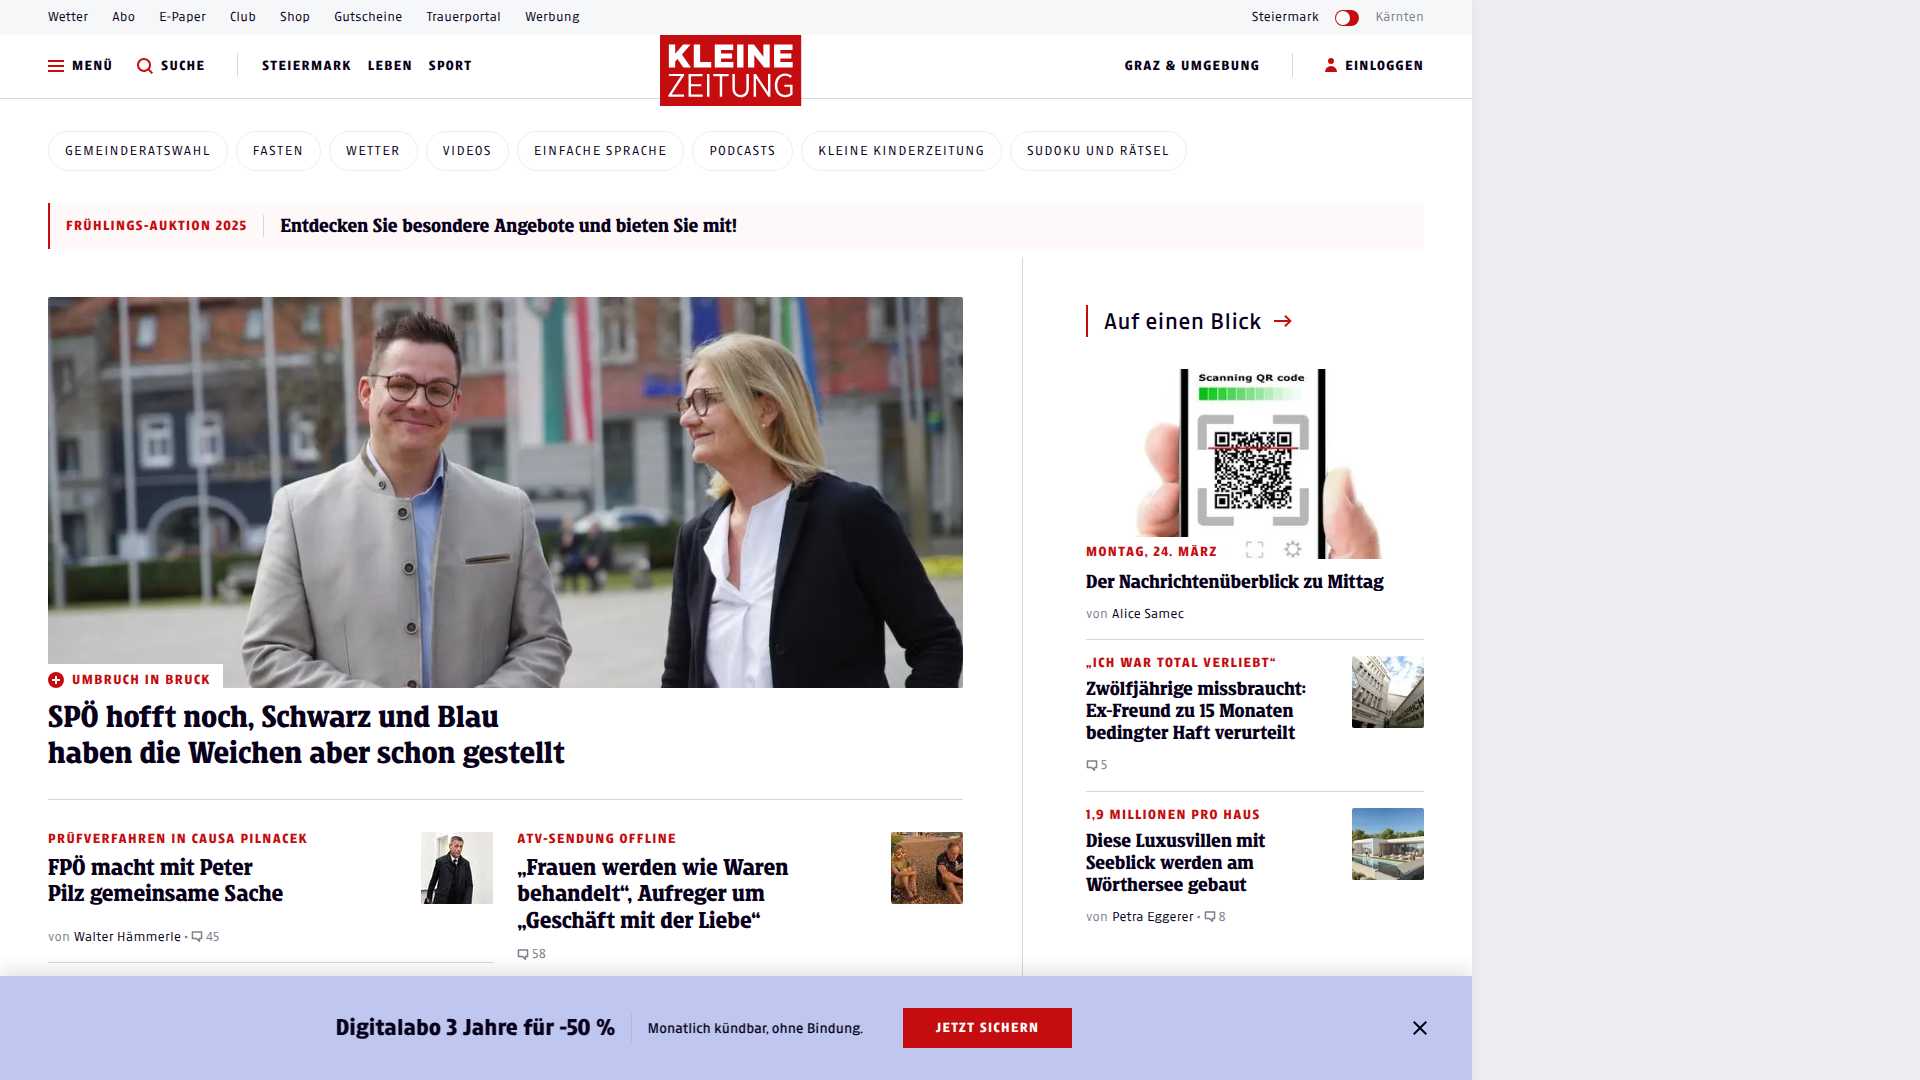 Wetter Abo E-Paper Club Shop Gutscheine Trauerportal Werbung Steiermark Kärnten
MENÜ SUCHE STEIERMARK LEBEN SPORT KLEINE ZEITUNG GRAZ & UMGEBUNG EINLOGGEN
GEMEINDERATSWAHL FASTEN WETTER VIDEOS EINFACHE SPRACHE PODCASTS KLEINE KINDERZEITUNG SUDOKU UND RÄTSEL
FRÜHLINGS-AUKTION 2025 Entdecken Sie besondere Angebote und bieten Sie mit!
UMBRUCH IN BRUCK
SPÖ hofft noch, Schwarz und Blau
haben die Weichen aber schon gestellt
PRÜFVERFAHREN IN CAUSA PILNACEK
FPÖ macht mit Peter
Pilz gemeinsame Sache
von Walter Hämmerle · 45
ATV-SENDUNG OFFLINE
„Frauen werden wie Waren
behandelt“, Aufreger um
„Geschäft mit der Liebe“
58
Auf einen Blick
Scanning QR code
MONTAG, 24. MÄRZ
Der Nachrichtenüberblick zu Mittag
von Alice Samec
„ICH WAR TOTAL VERLIEBT“
Zwölfjährige missbraucht:
Ex-Freund zu 15 Monaten
bedingter Haft verurteilt
5
1,9 MILLIONEN PRO HAUS
Diese Luxusvillen mit
Seeblick werden am
Wörthersee gebaut
von Petra Eggerer · 8
Digitalabo 3 Jahre für -50 % Monatlich kündbar, ohne Bindung. JETZT SICHERN